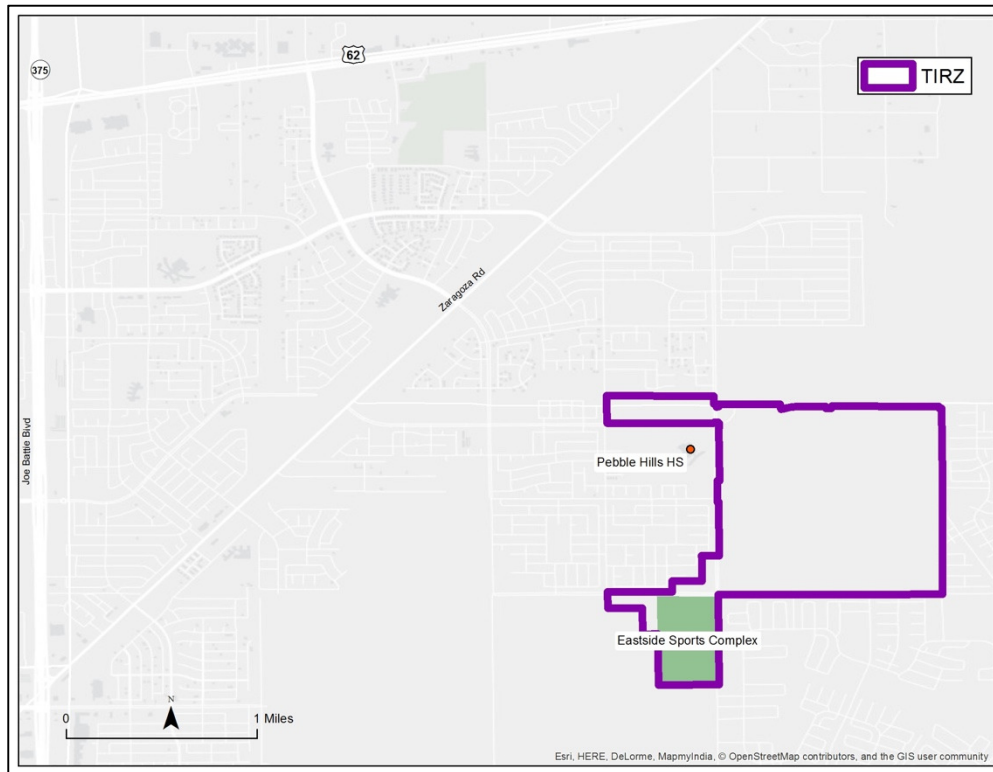 62
375
TIRZ
Zaragoza Rd
Joe Battle Blvd
Pebble Hills HS
Eastside Sports Complex
N
0
1 Miles
Esri, HERE, DeLorme, MapmyIndia, © OpenStreetMap contributors, and the GIS user community